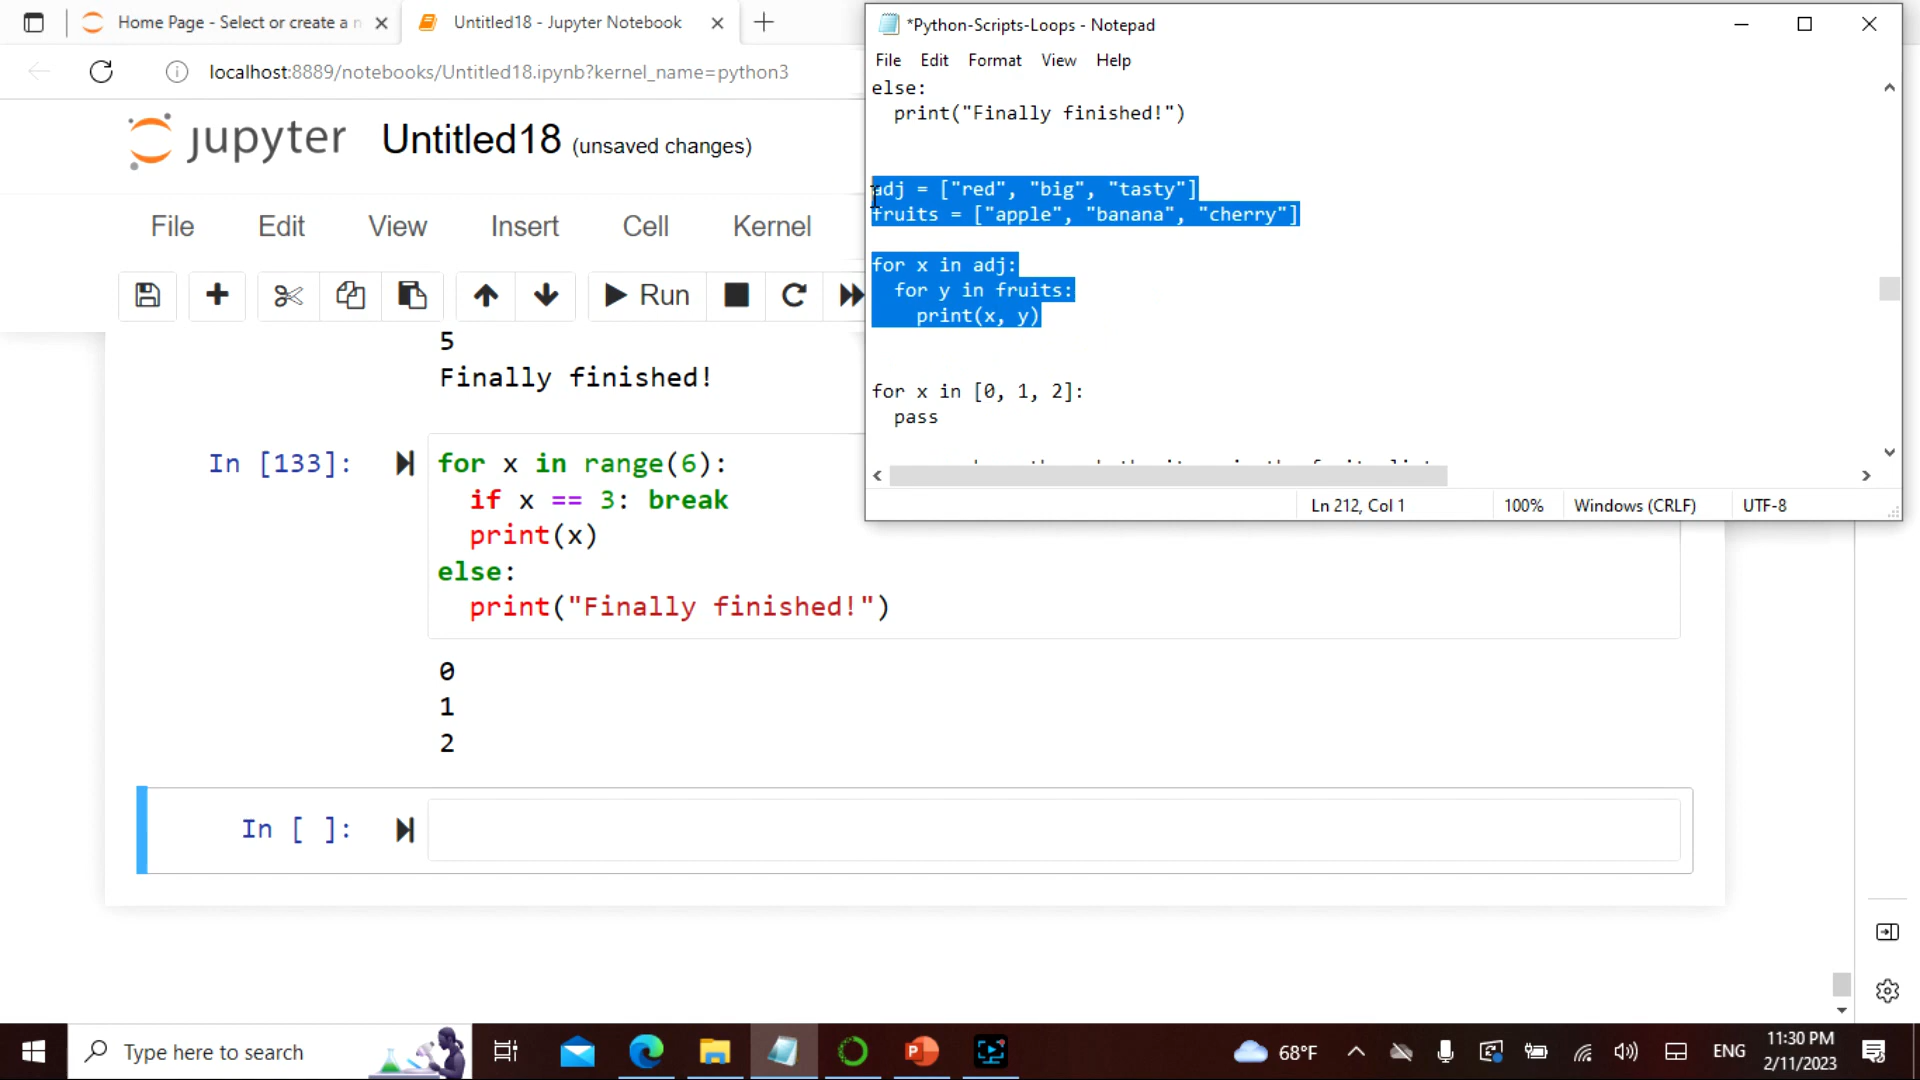 Home Page - Select or create a n
Untitled18 - Jupyter Notebook
localhost:8889/notebooks/Untitled18.ipynb?kernel_name=python3
jupyter Untitled18 (unsaved changes)
File Edit View Insert Cell Kernel
Run
5
Finally finished!
In [133]:
for x in range(6):
  if x == 3: break
  print(x)
else:
  print("Finally finished!")
0
1
2
In [ ]:
*Python-Scripts-Loops - Notepad
File Edit Format View Help
else:
  print("Finally finished!")
adj = ["red", "big", "tasty"]
fruits = ["apple", "banana", "cherry"]
for x in adj:
  for y in fruits:
    print(x, y)
for x in [0, 1, 2]:
  pass
Ln 212, Col 1 100% Windows (CRLF) UTF-8
Type here to search
68°F
ENG
11:30 PM
2/11/2023